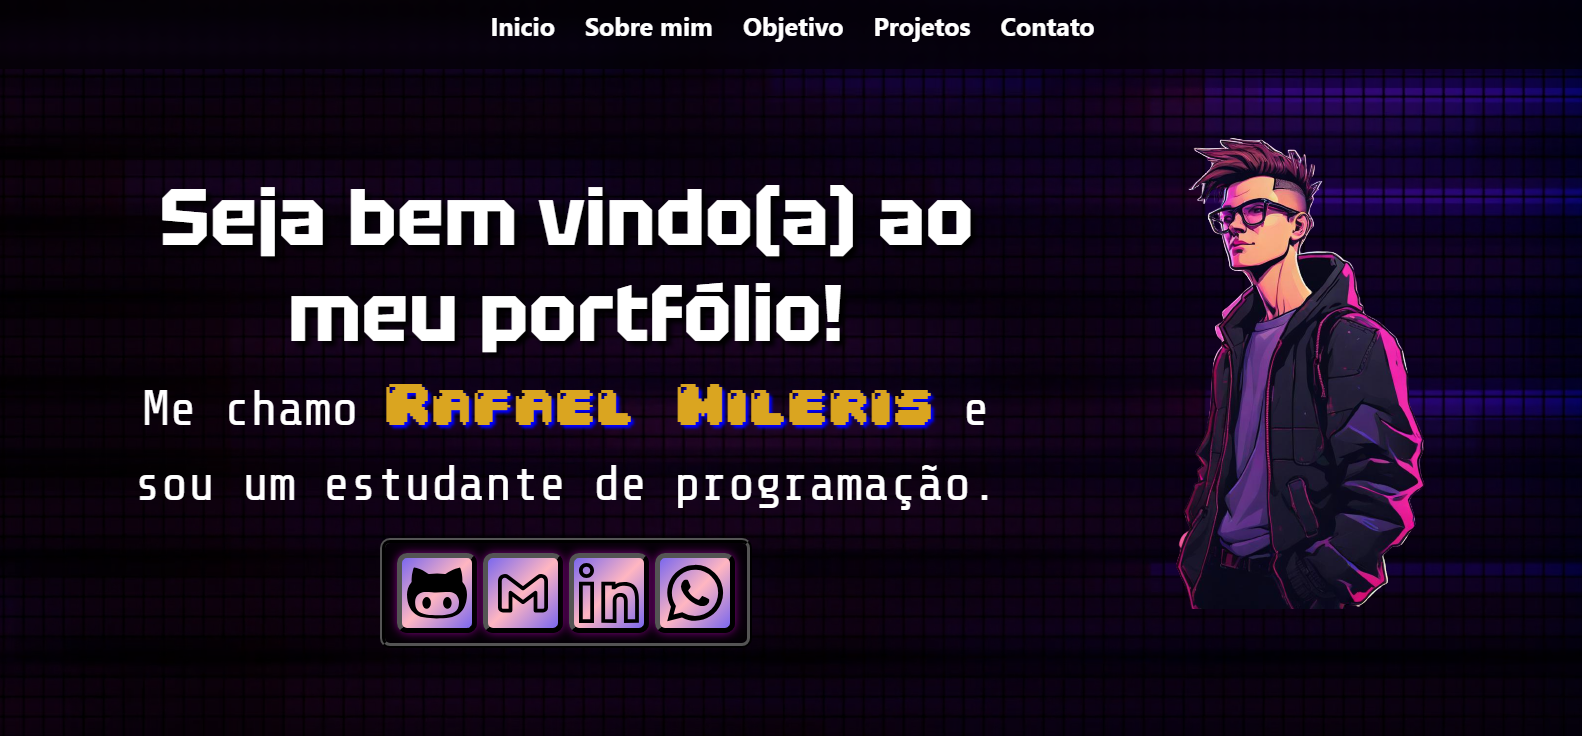 Inicio Sobre mim Objetivo Projetos Contato
Seja bem vindo(a) ao
meu portfólio!
Me chamo Rafael Mileris e
sou um estudante de programação.
in